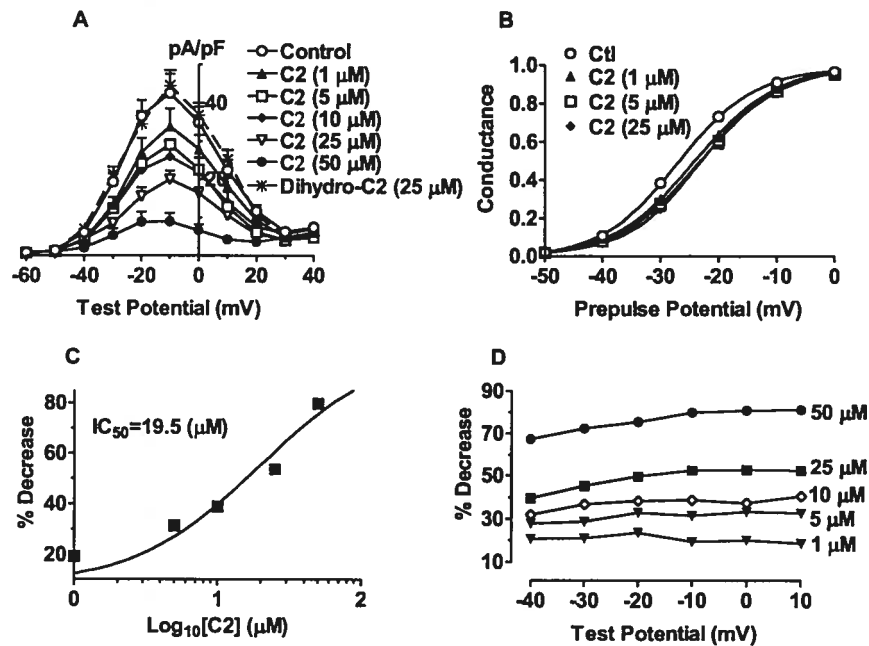 A
pA/pF
40
20
Control
C2 (1 µM)
C2 (5 µM)
C2 (10 µM)
C2 (25 µM)
C2 (50 µM)
Dihydro-C2 (25 µM)
-60 -40 -20 0 20 40
Test Potential (mV)
B
Ctl
C2 (1 µM)
C2 (5 µM)
C2 (25 µM)
Conductance
1.0
0.8
0.6
0.4
0.2
0.0
-50 -40 -30 -20 -10 0
Prepulse Potential (mV)
C
IC50=19.5 (µM)
% Decrease
80
60
40
20
0 1 2
Log10[C2] (µM)
D
% Decrease
90
70
50
30
10
50 µM
25 µM
10 µM
5 µM
1 µM
-40 -30 -20 -10 0 10
Test Potential (mV)